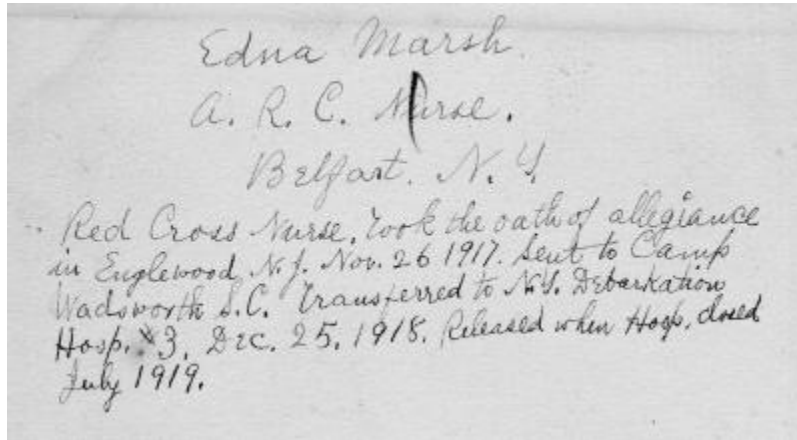 Edna Marsh.
A. R. C. Nurse.
Belfast. N. Y.
Red Cross Nurse. Took the oath of allegiance
in Englewood N. J. Nov. 26 1917. Sent to Camp
Wadsworth S.C. Transferred to N.Y. Debarkation
Hosp. #3. Dec. 25. 1918. Released when Hosp. closed
July 1919.